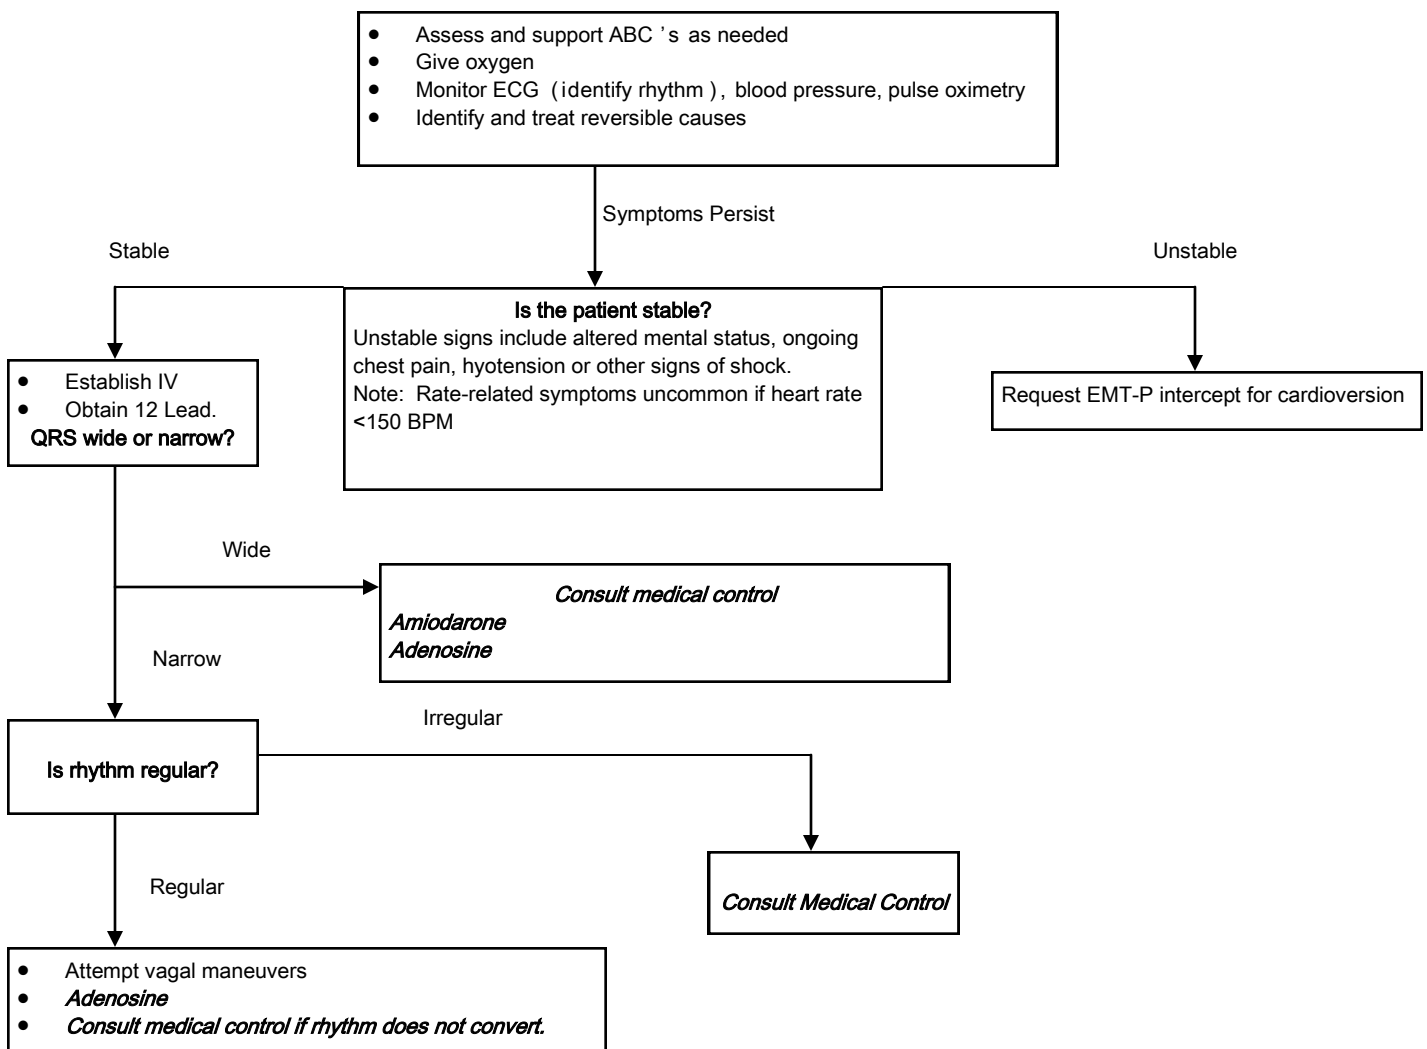 ● Assess and support ABC ’s as needed
● Give oxygen
● Monitor ECG (identify rhythm), blood pressure, pulse oximetry
● Identify and treat reversible causes
Symptoms Persist
Stable
Unstable
Is the patient stable?
Unstable signs include altered mental status, ongoing
chest pain, hyotension or other signs of shock.
Note: Rate-related symptoms uncommon if heart rate
<150 BPM
● Establish IV
● Obtain 12 Lead.
QRS wide or narrow?
Request EMT-P intercept for cardioversion
Wide
Consult medical control
Amiodarone
Adenosine
Narrow
Irregular
Is rhythm regular?
Consult Medical Control
Regular
● Attempt vagal maneuvers
● Adenosine
● Consult medical control if rhythm does not convert.